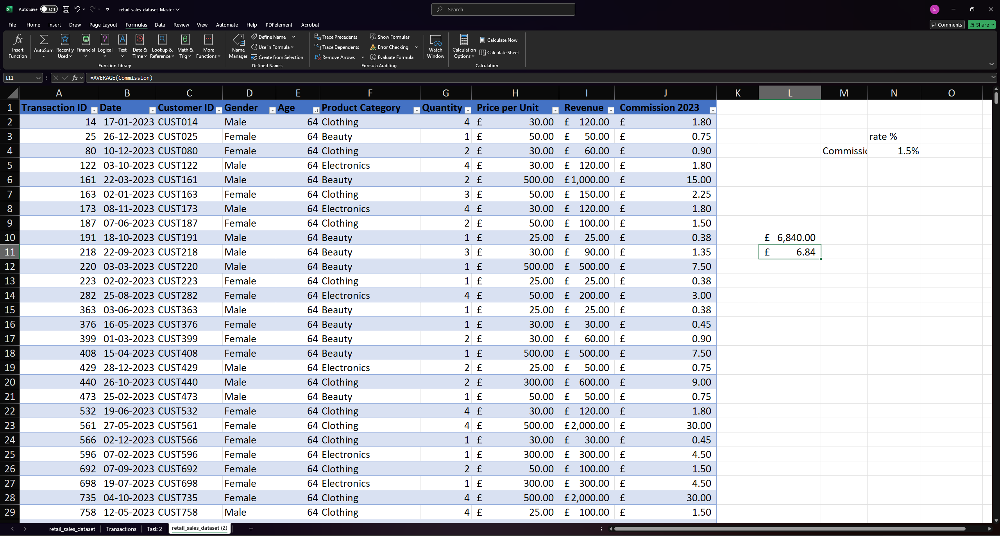 AutoSave Off retail_sales_dataset_Master Search SJ
File Home Insert Draw Page Layout Formulas Data Review View Automate Help PDFelement Acrobat Comments Share
Insert Function AutoSum Recently Used Financial Logical Text Date & Time Lookup & Reference Math & Trig More Functions
Function Library
Name Manager Define Name Use in Formula Create from Selection
Defined Names
Trace Precedents Show Formulas
Trace Dependents Error Checking
Remove Arrows Evaluate Formula
Formula Auditing
Watch Window
Calculation Options Calculate Now Calculate Sheet
Calculation
L11 fx =AVERAGE(Commission)
A B C D E F G H I J K L M N O
1 Transaction ID Date Customer ID Gender Age Product Category Quantity Price per Unit Revenue Commission 2023
2 14 17-01-2023 CUST014 Male 64 Clothing 4 £ 30.00 £ 120.00 £ 1.80
3 25 26-12-2023 CUST025 Female 64 Beauty 1 £ 50.00 £ 50.00 £ 0.75 rate %
4 80 10-12-2023 CUST080 Female 64 Clothing 2 £ 30.00 £ 60.00 £ 0.90 Commissic 1.5%
5 122 03-10-2023 CUST122 Male 64 Electronics 4 £ 30.00 £ 120.00 £ 1.80
6 161 22-03-2023 CUST161 Male 64 Beauty 2 £ 500.00 £ 1,000.00 £ 15.00
7 163 02-01-2023 CUST163 Female 64 Clothing 3 £ 50.00 £ 150.00 £ 2.25
8 173 08-11-2023 CUST173 Male 64 Electronics 4 £ 30.00 £ 120.00 £ 1.80
9 187 07-06-2023 CUST187 Female 64 Clothing 2 £ 50.00 £ 100.00 £ 1.50
10 191 18-10-2023 CUST191 Male 64 Beauty 1 £ 25.00 £ 25.00 £ 0.38 £ 6,840.00
11 218 22-09-2023 CUST218 Male 64 Beauty 3 £ 30.00 £ 90.00 £ 1.35 £ 6.84
12 220 03-03-2023 CUST220 Male 64 Beauty 1 £ 500.00 £ 500.00 £ 7.50
13 223 02-02-2023 CUST223 Female 64 Clothing 1 £ 25.00 £ 25.00 £ 0.38
14 282 25-08-2023 CUST282 Female 64 Electronics 4 £ 50.00 £ 200.00 £ 3.00
15 363 03-06-2023 CUST363 Male 64 Beauty 1 £ 25.00 £ 25.00 £ 0.38
16 376 16-05-2023 CUST376 Female 64 Beauty 1 £ 30.00 £ 30.00 £ 0.45
17 399 01-03-2023 CUST399 Female 64 Beauty 2 £ 30.00 £ 60.00 £ 0.90
18 408 15-04-2023 CUST408 Female 64 Beauty 1 £ 500.00 £ 500.00 £ 7.50
19 429 28-12-2023 CUST429 Male 64 Electronics 2 £ 25.00 £ 50.00 £ 0.75
20 440 26-10-2023 CUST440 Male 64 Clothing 2 £ 300.00 £ 600.00 £ 9.00
21 473 25-02-2023 CUST473 Male 64 Beauty 1 £ 50.00 £ 50.00 £ 0.75
22 532 19-06-2023 CUST532 Female 64 Clothing 4 £ 30.00 £ 120.00 £ 1.80
23 561 27-05-2023 CUST561 Female 64 Clothing 4 £ 500.00 £ 2,000.00 £ 30.00
24 566 02-12-2023 CUST566 Female 64 Clothing 1 £ 30.00 £ 30.00 £ 0.45
25 596 07-02-2023 CUST596 Female 64 Electronics 1 £ 300.00 £ 300.00 £ 4.50
26 692 07-09-2023 CUST692 Female 64 Clothing 2 £ 50.00 £ 100.00 £ 1.50
27 698 19-07-2023 CUST698 Female 64 Electronics 1 £ 300.00 £ 300.00 £ 4.50
28 735 04-10-2023 CUST735 Female 64 Clothing 4 £ 500.00 £ 2,000.00 £ 30.00
29 758 12-05-2023 CUST758 Male 64 Clothing 4 £ 25.00 £ 100.00 £ 1.50
retail_sales_dataset Transactions Task 2 retail_sales_dataset (2)